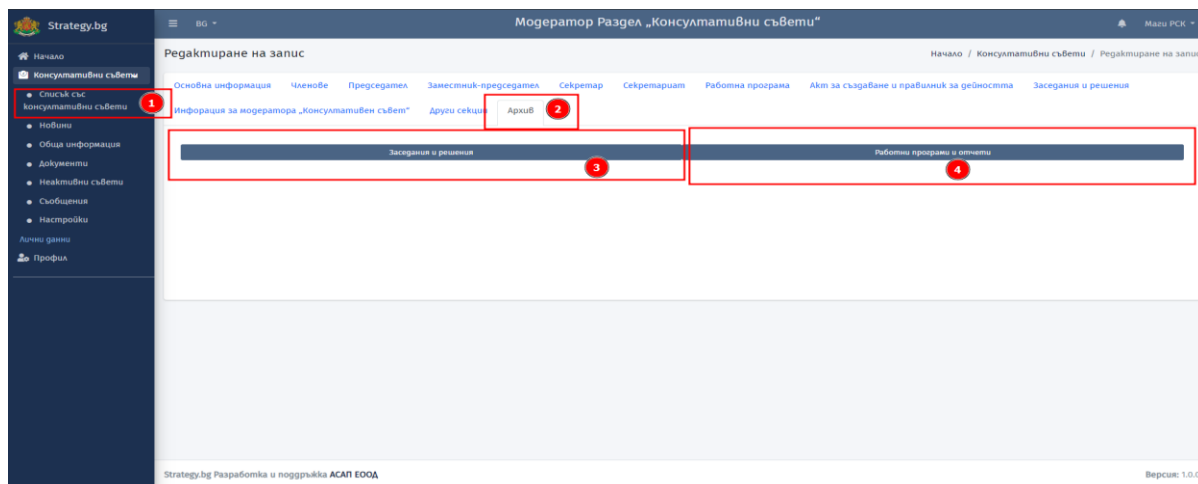 Strategy.bg
BG
Модератор Раздел „Консултативни съвети“
Маги РСК
Начало
Консултативни съвети
Списък със
консултативни съвети
1
Новини
Обща информация
Документи
Неактивни съвети
Съобщения
Настройки
Лични данни
Профил
Редактиране на запис
Начало / Консултативни съвети / Редактиране на запис
Основна информация Членове Председател Заместник-председател Секретар Секретариат Работна програма Акт за създаване и правилник за дейността Заседания и решения
Инфорация за модератора „Консултативен съвет“ Други секции Архив 2
Заседания и решения
3
Работни програми и отчети
4
Strategy.bg Разработка и поддръжка АСАП ЕООД
Версия: 1.0.0